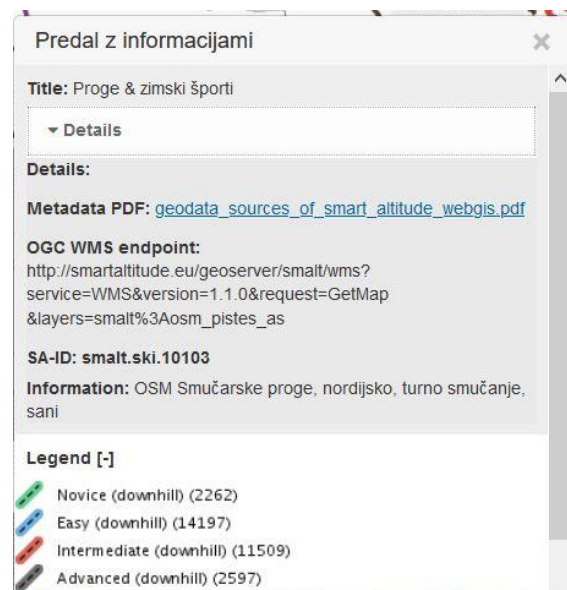 Predal z informacijami
Title: Proge & zimski športi
Details
Details:
Metadata PDF: geodata_sources_of_smart_altitude_webgis.pdf
OGC WMS endpoint:
http://smartaltitude.eu/geoserver/smalt/wms?
service=WMS&version=1.1.0&request=GetMap
&layers=smalt%3Aosm_pistes_as
SA-ID: smalt.ski.10103
Information: OSM Smučarske proge, nordijsko, turno smučanje,
sani
Legend [-]
Novice (downhill) (2262)
Easy (downhill) (14197)
Intermediate (downhill) (11509)
Advanced (downhill) (2597)